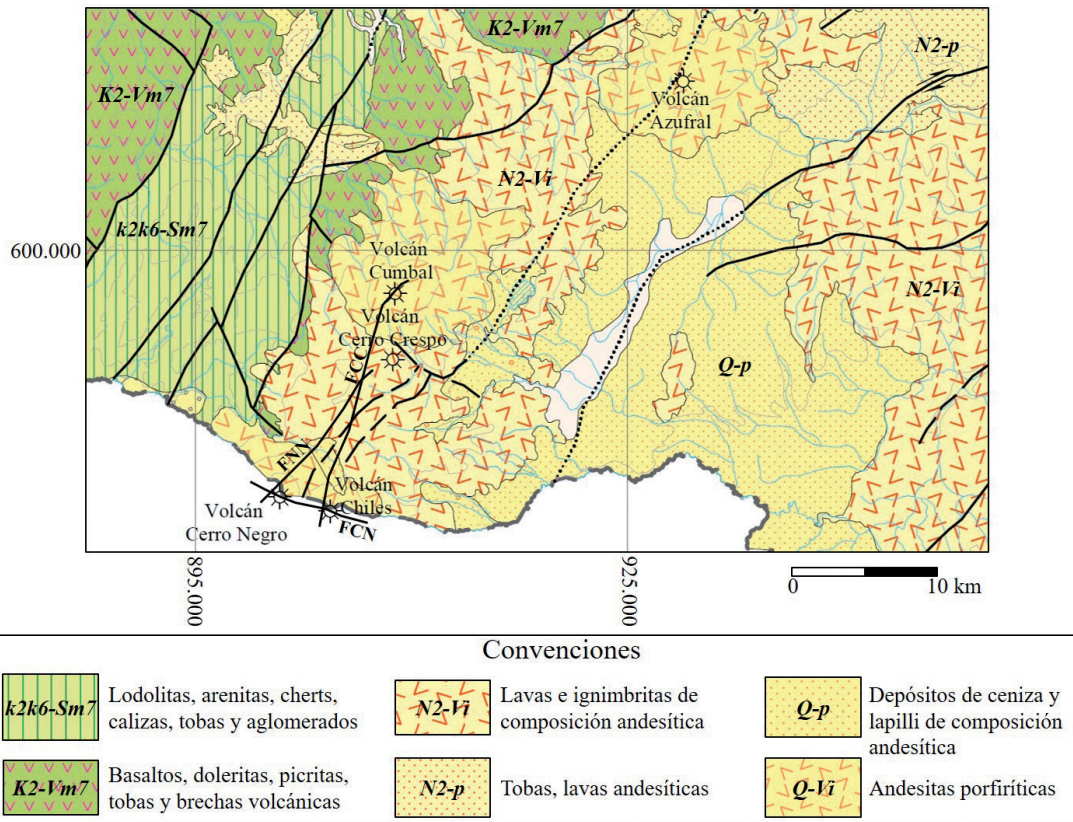 K2-Vm7
N2-p
K2-Vm7
Volcán
Azufral
N2-Vi
k2k6-Sm7
600.000
Volcán
Cumbal
N2-Vi
Volcán
Cerro Crespo
FCC
Q-p
FNN
Volcán
Chiles
Volcán
Cerro Negro
FCN
895.000
925.000
0 10 km
Convenciones
k2k6-Sm7
Lodolitas, arenitas, cherts,
calizas, tobas y aglomerados
N2-Vi
Lavas e ignimbritas de
composición andesítica
Q-p
Depósitos de ceniza y
lapilli de composición
andesítica
K2-Vm7
Basaltos, doleritas, picritas,
tobas y brechas volcánicas
N2-p
Tobas, lavas andesíticas
Q-Vi
Andesitas porfiríticas